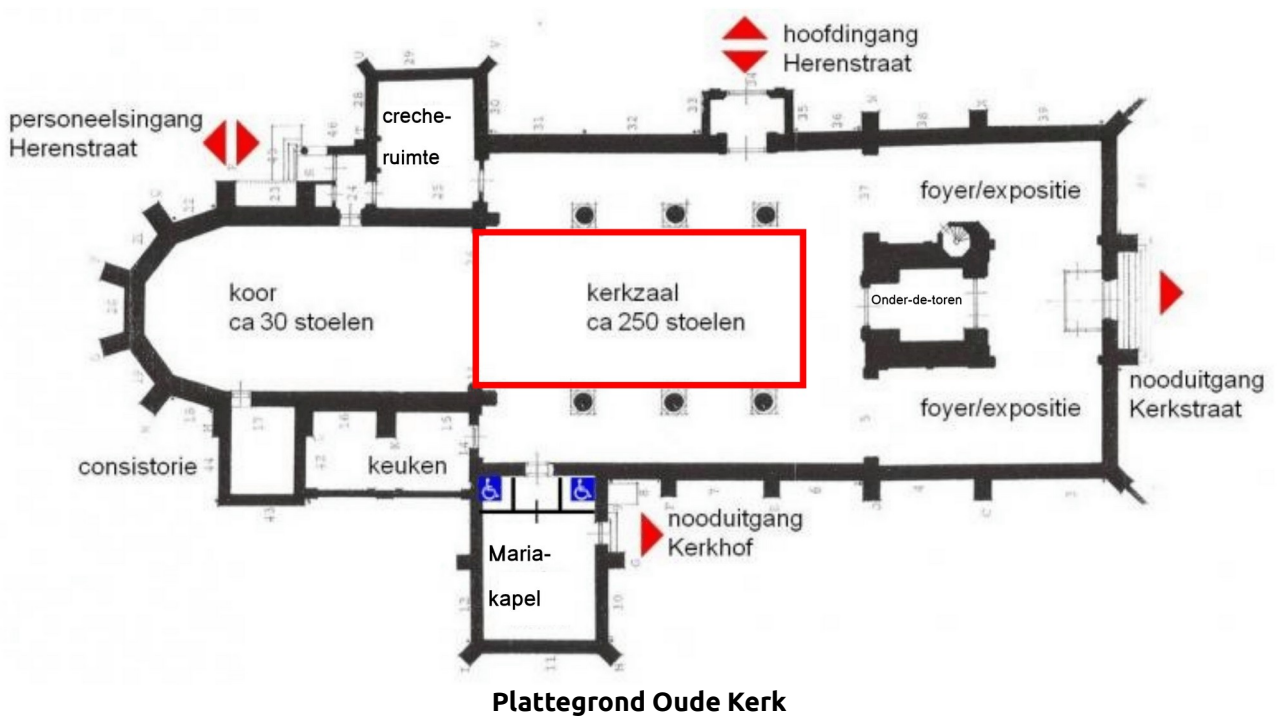 hoofdingang
Herenstraat
personeelsingang
Herenstraat
creche-
ruimte
foyer/expositie
koor
ca 30 stoelen
kerkzaal
ca 250 stoelen
Onder-de-toren
nooduitgang
Kerkstraat
foyer/expositie
consistorie
keuken
nooduitgang
Kerkhof
Maria-
kapel
Plattegrond Oude Kerk